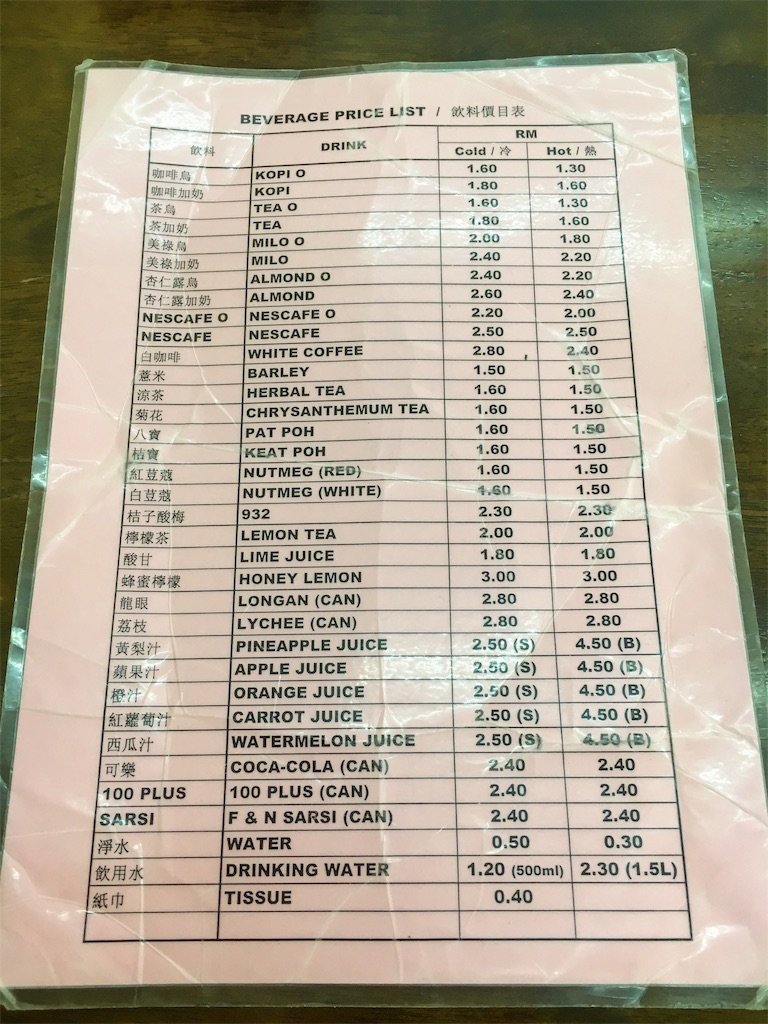 BEVERAGE PRICE LIST / 飲料價目表
飲料 DRINK RM
Cold / 冷 Hot / 熱
咖啡烏 KOPI O 1.60 1.30
咖啡加奶 KOPI 1.80 1.60
茶烏 TEA O 1.60 1.30
茶加奶 TEA 1.80 1.60
美祿烏 MILO O 2.00 1.80
美祿加奶 MILO 2.40 2.20
杏仁露烏 ALMOND O 2.40 2.20
杏仁露加奶 ALMOND 2.60 2.40
NESCAFE O NESCAFE O 2.20 2.00
NESCAFE NESCAFE 2.50 2.50
白咖啡 WHITE COFFEE 2.80 2.40
薏米 BARLEY 1.50 1.50
涼茶 HERBAL TEA 1.60 1.50
菊花 CHRYSANTHEMUM TEA 1.60 1.50
八寶 PAT POH 1.60 1.50
桔寶 KEAT POH 1.60 1.50
紅荳蔻 NUTMEG (RED) 1.60 1.50
白荳蔻 NUTMEG (WHITE) 1.60 1.50
桔子酸梅 932 2.30 2.30
檸檬茶 LEMON TEA 2.00 2.00
酸甘 LIME JUICE 1.80 1.80
蜂蜜檸檬 HONEY LEMON 3.00 3.00
龍眼 LONGAN (CAN) 2.80 2.80
荔枝 LYCHEE (CAN) 2.80 2.80
黃梨汁 PINEAPPLE JUICE 2.50 (S) 4.50 (B)
蘋果汁 APPLE JUICE 2.50 (S) 4.50 (B)
橙汁 ORANGE JUICE 2.50 (S) 4.50 (B)
紅蘿蔔汁 CARROT JUICE 2.50 (S) 4.50 (B)
西瓜汁 WATERMELON JUICE 2.50 (S) 4.50 (B)
可樂 COCA-COLA (CAN) 2.40 2.40
100 PLUS 100 PLUS (CAN) 2.40 2.40
SARSI F & N SARSI (CAN) 2.40 2.40
淨水 WATER 0.50 0.30
飲用水 DRINKING WATER 1.20 (500ml) 2.30 (1.5L)
紙巾 TISSUE 0.40